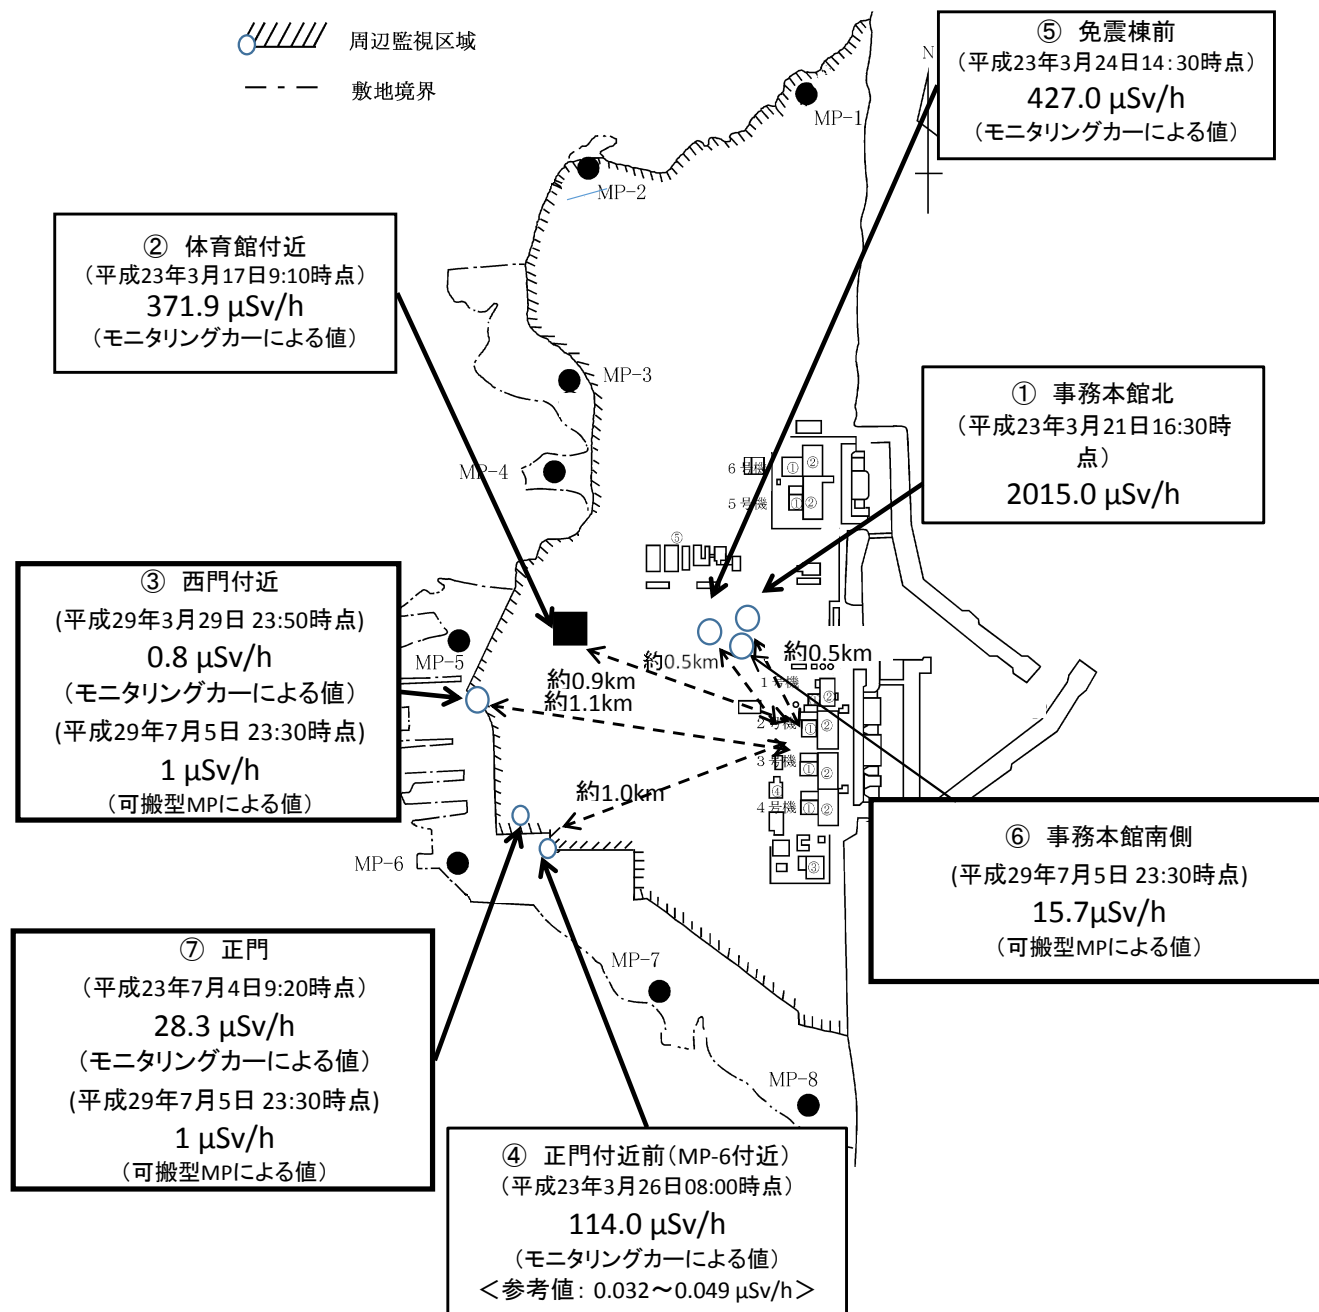 周辺監視区域
敷地境界
⑤ 免震棟前
（平成23年3月24日14：30時点）
427.0 μSv/h
（モニタリングカーによる値）
N
MP-1
MP-2
② 体育館付近
（平成23年3月17日9:10時点）
371.9 μSv/h
（モニタリングカーによる値）
MP-3
① 事務本館北
（平成23年3月21日16:30時
点）
2015.0 μSv/h
MP-4
６号機
① ②
５号機
① ②
⑤
③ 西門付近
(平成29年3月29日 23:50時点)
0.8 μSv/h
（モニタリングカーによる値）
(平成29年7月5日 23:30時点)
1 μSv/h
（可搬型MPによる値）
MP-5
約0.9km
約1.1km
約0.5km
約0.5km
１号機
②
２号機
① ②
３号機
① ②
約1.0km
④
４号機
① ②
③
MP-6
⑥ 事務本館南側
(平成29年7月5日 23:30時点)
15.7μSv/h
（可搬型MPによる値）
⑦ 正門
（平成23年7月4日9:20時点）
28.3 μSv/h
（モニタリングカーによる値）
(平成29年7月5日 23:30時点)
1 μSv/h
（可搬型MPによる値）
MP-7
MP-8
④ 正門付近前（MP-6付近）
（平成23年3月26日08:00時点）
114.0 μSv/h
（モニタリングカーによる値）
＜参考値： 0.032～0.049 μSv/h＞